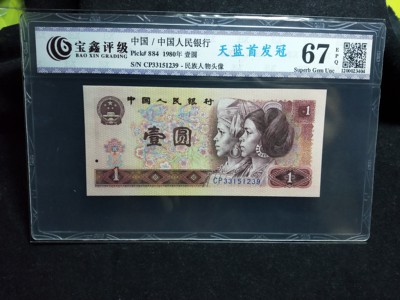 宝鑫评级
BAO XIN GRADING
中国 / 中国人民银行
Pick# 884 1980年 壹圆
S/N CP33151239 - 民族人物头像
天蓝首发冠
67
EPQ
Superb Gem Unc
中国人民银行
1
壹圆
1
CP33151239
1